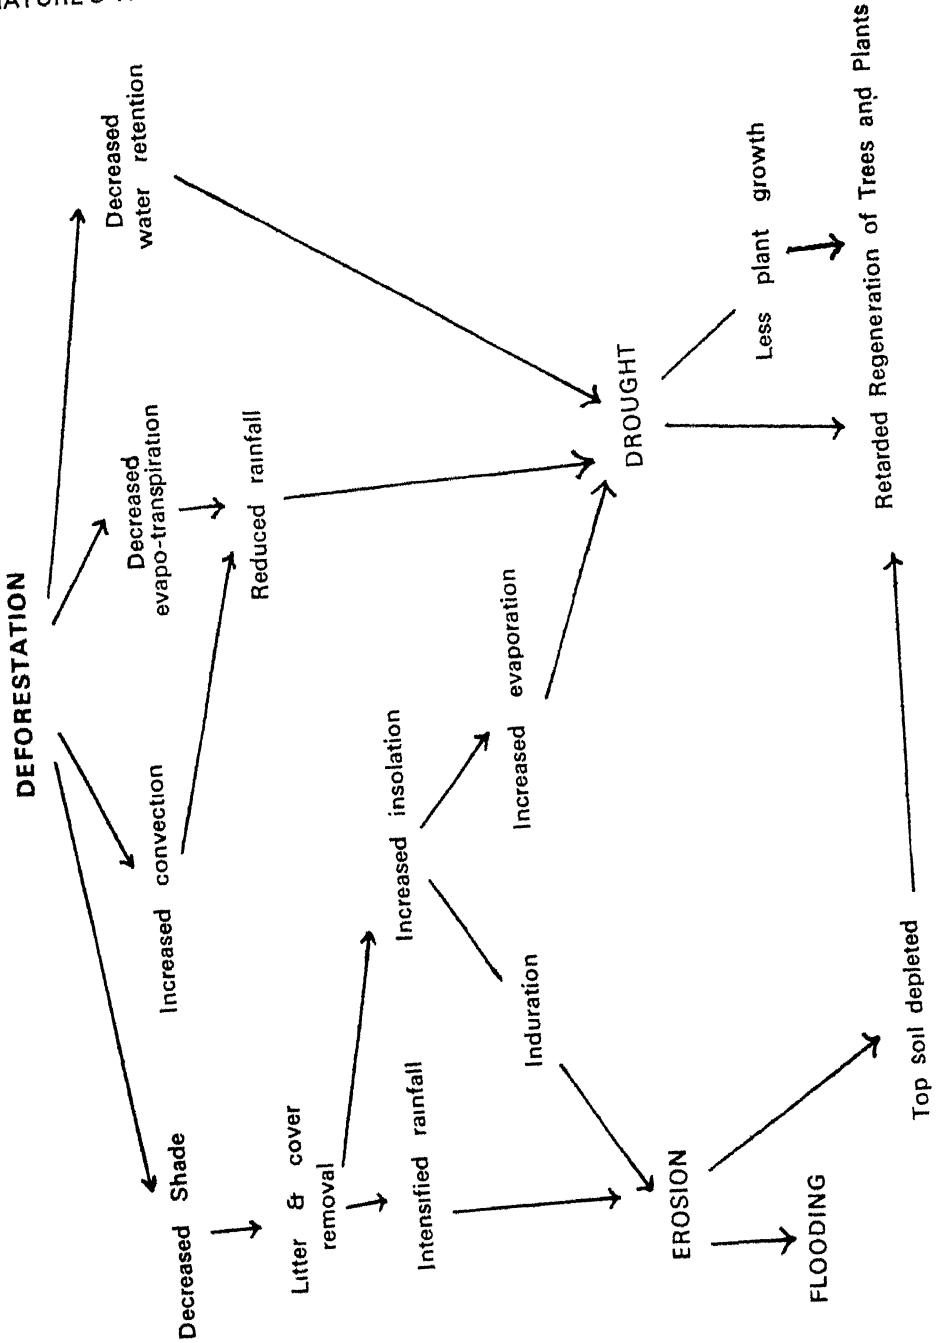 DEFORESTATION
Decreased Shade
Increased convection
Decreased
evapo-transpiration
Decreased
water retention
Litter & cover
removal
Reduced rainfall
Intensified rainfall
Increased insolation
Induration
Increased evaporation
DROUGHT
EROSION
Less plant growth
FLOODING
Top soil depleted
Retarded Regeneration of Trees and Plants